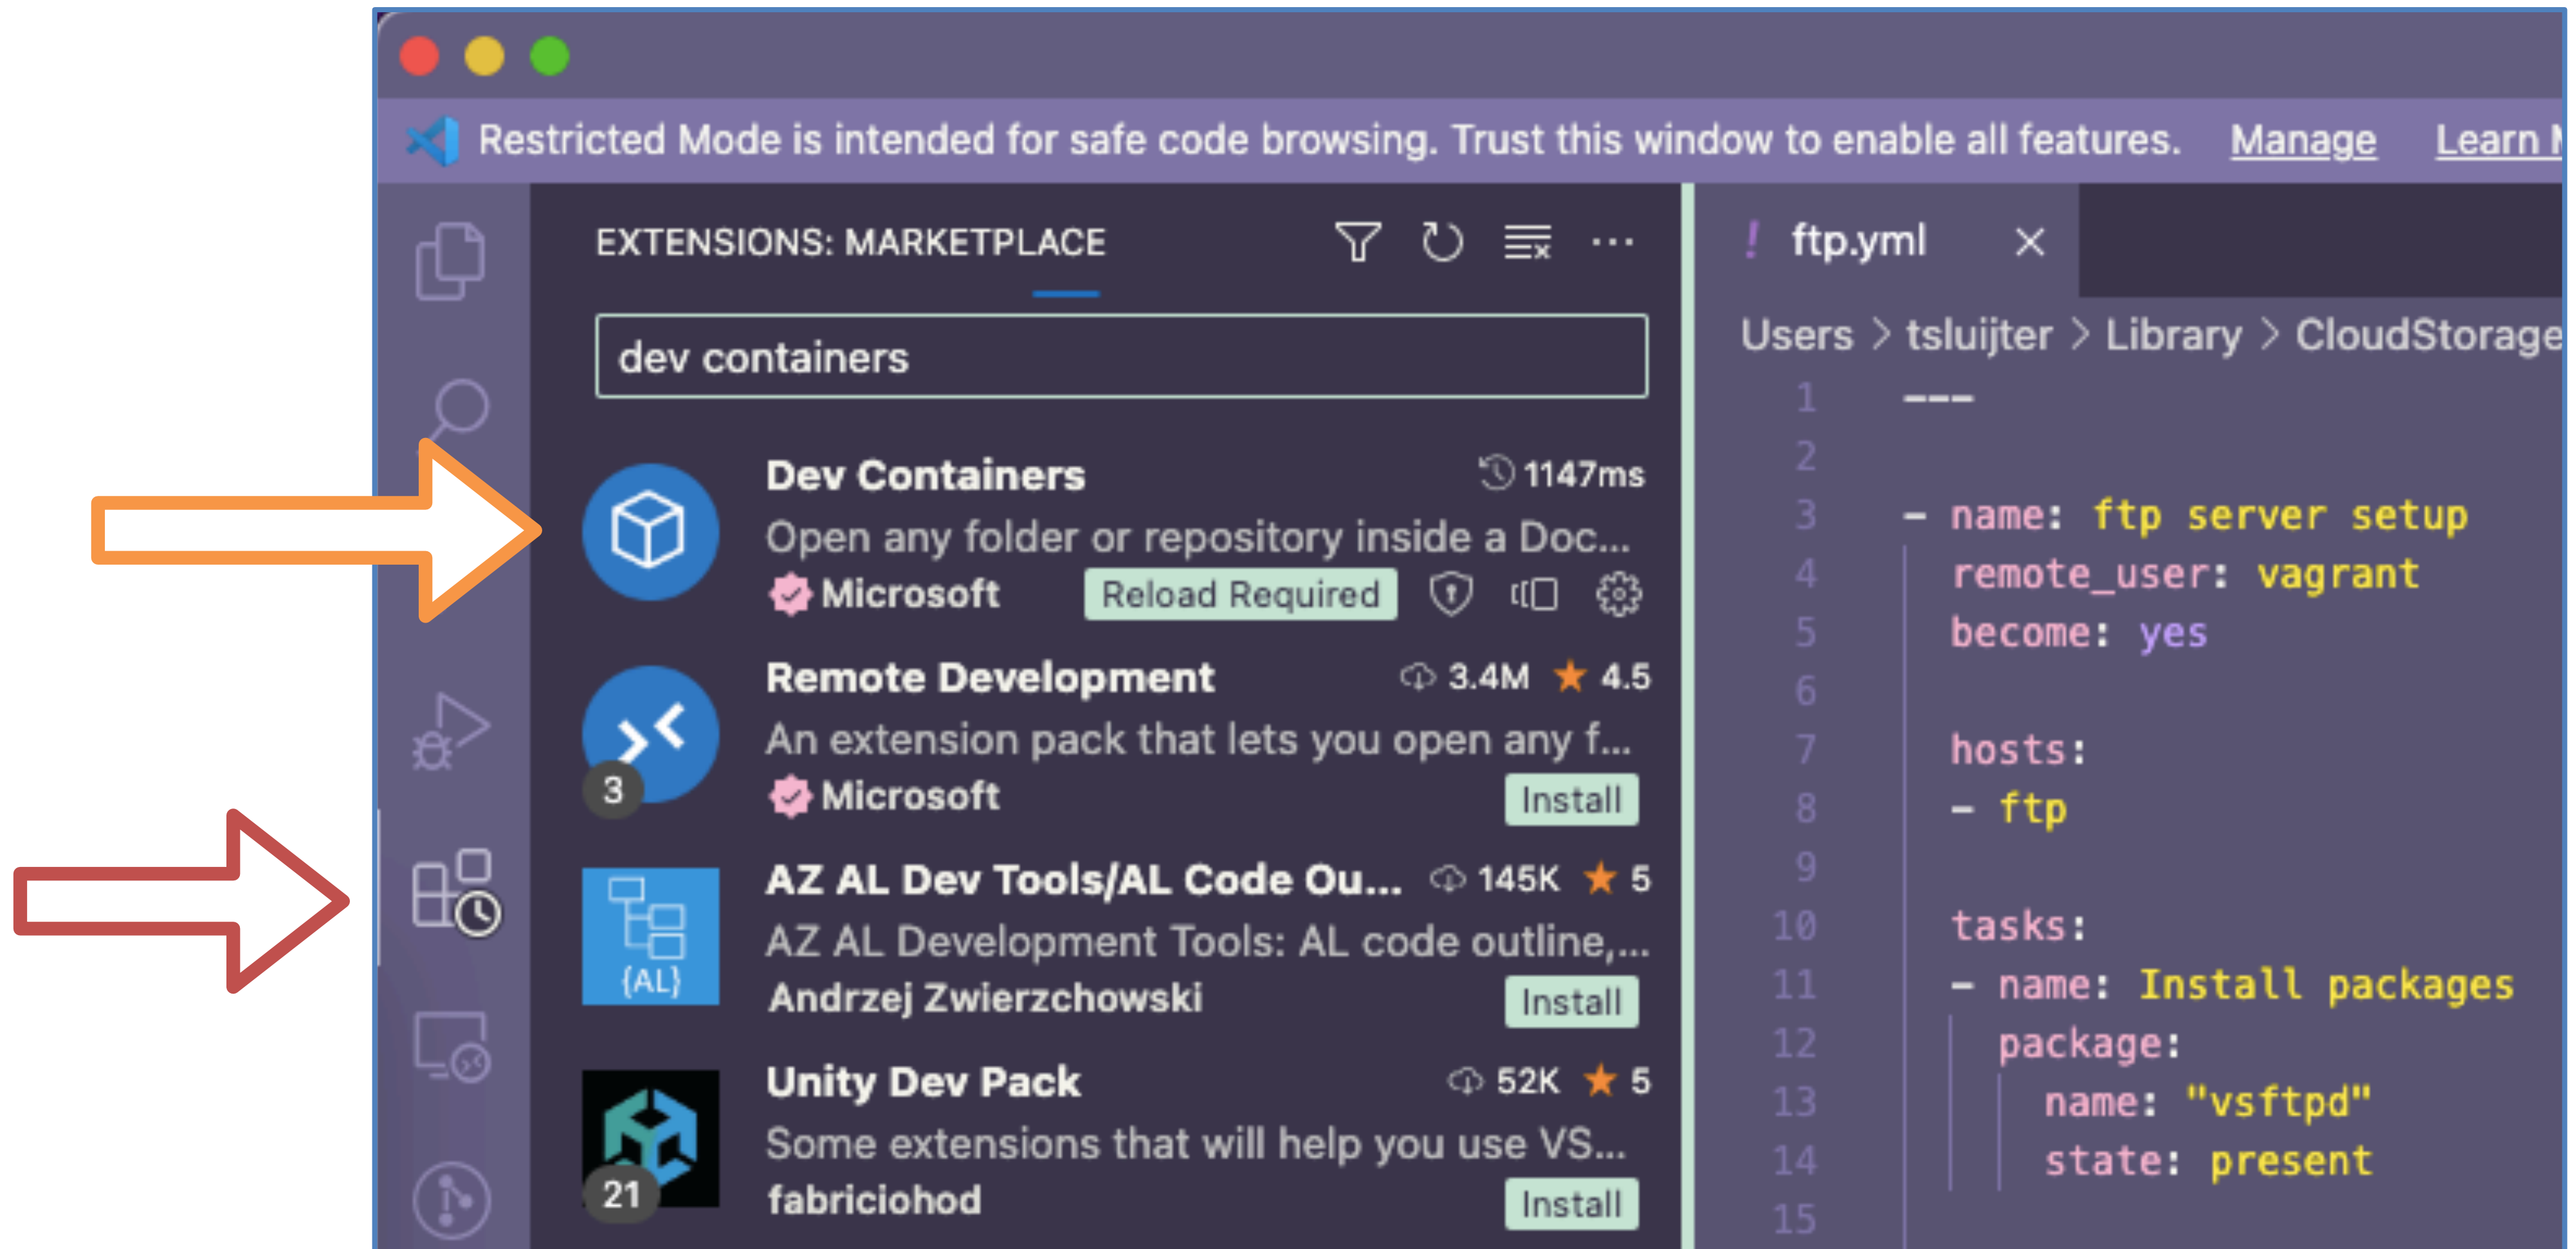 Restricted Mode is intended for safe code browsing. Trust this window to enable all features. Manage Learn
EXTENSIONS: MARKETPLACE
dev containers
Dev Containers 1147ms
Open any folder or repository inside a Doc...
Microsoft Reload Required
Remote Development 3.4M 4.5
An extension pack that lets you open any f...
3
Microsoft Install
AZ AL Dev Tools/AL Code Ou... 145K 5
AZ AL Development Tools: AL code outline,...
{AL}
Andrzej Zwierzchowski Install
Unity Dev Pack 52K 5
Some extensions that will help you use VS...
21
fabriciohod Install
! ftp.yml
Users > tsluijter > Library > CloudStorage
1 ---
2
3 - name: ftp server setup
4 remote_user: vagrant
5 become: yes
6
7 hosts:
8 - ftp
9
10 tasks:
11 - name: Install packages
12 package:
13 name: "vsftpd"
14 state: present
15